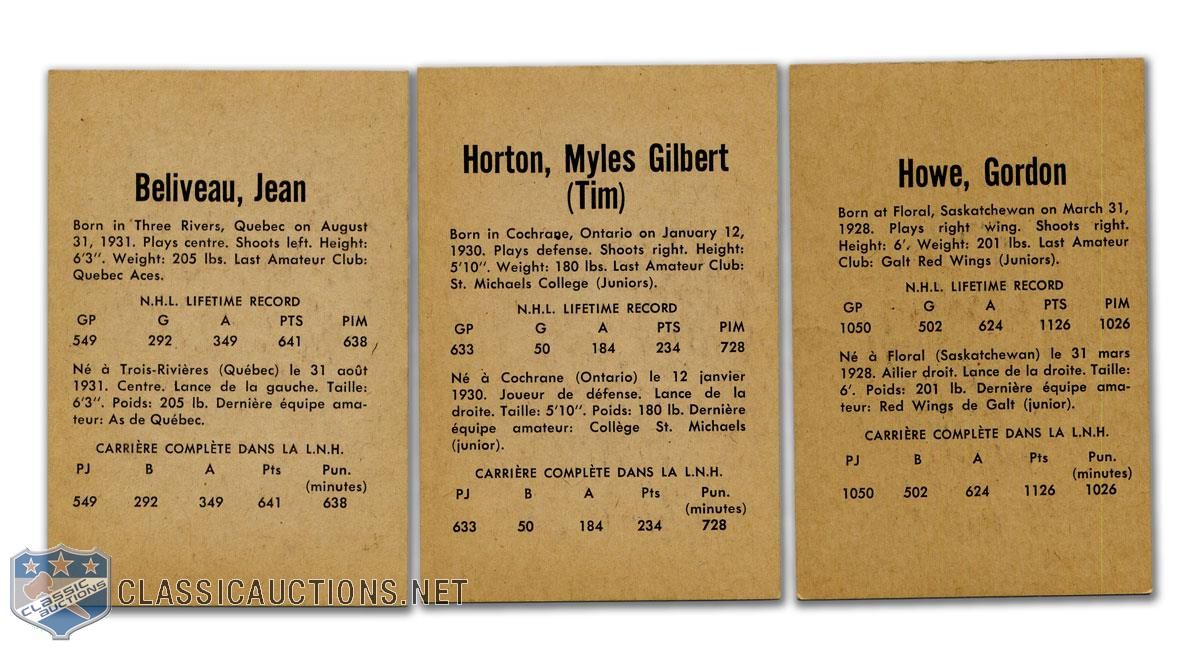 Beliveau, Jean
Born in Three Rivers, Quebec on August
31, 1931. Plays centre. Shoots left. Height:
6'3". Weight: 205 lbs. Last Amateur Club:
Quebec Aces.
N.H.L. LIFETIME RECORD
GP G A PTS PIM
549 292 349 641 638
Né à Trois-Rivières (Québec) le 31 août
1931. Centre. Lance de la gauche. Taille:
6'3". Poids: 205 lb. Dernière équipe ama-
teur: As de Québec.
CARRIÈRE COMPLÈTE DANS LA L.N.H.
PJ B A Pts Pun.
(minutes)
549 292 349 641 638
Horton, Myles Gilbert
(Tim)
Born in Cochrane, Ontario on January 12,
1930. Plays defense. Shoots right. Height:
5'10". Weight: 180 lbs. Last Amateur Club:
St. Michaels College (Juniors).
N.H.L. LIFETIME RECORD
GP G A PTS PIM
633 50 184 234 728
Né à Cochrane (Ontario) le 12 janvier
1930. Joueur de défense. Lance de la
droite. Taille: 5'10". Poids: 180 lb. Dernière
équipe amateur: Collège St. Michaels
(junior).
CARRIÈRE COMPLÈTE DANS LA L.N.H.
PJ B A Pts Pun.
(minutes)
633 50 184 234 728
Howe, Gordon
Born at Floral, Saskatchewan on March 31,
1928. Plays right wing. Shoots right.
Height: 6'. Weight: 201 lbs. Last Amateur
Club: Galt Red Wings (Juniors).
N.H.L. LIFETIME RECORD
GP G A PTS PIM
1050 502 624 1126 1026
Né à Floral (Saskatchewan) le 31 mars
1928. Ailier droit. Lance de la droite. Taille:
6'. Poids: 201 lb. Dernière équipe ama-
teur: Red Wings de Galt (junior).
CARRIÈRE COMPLÈTE DANS LA L.N.H.
PJ B A Pts Pun.
(minutes)
1050 502 624 1126 1026
CLASSIC
AUCTIONS
CLASSICAUCTIONS.NET